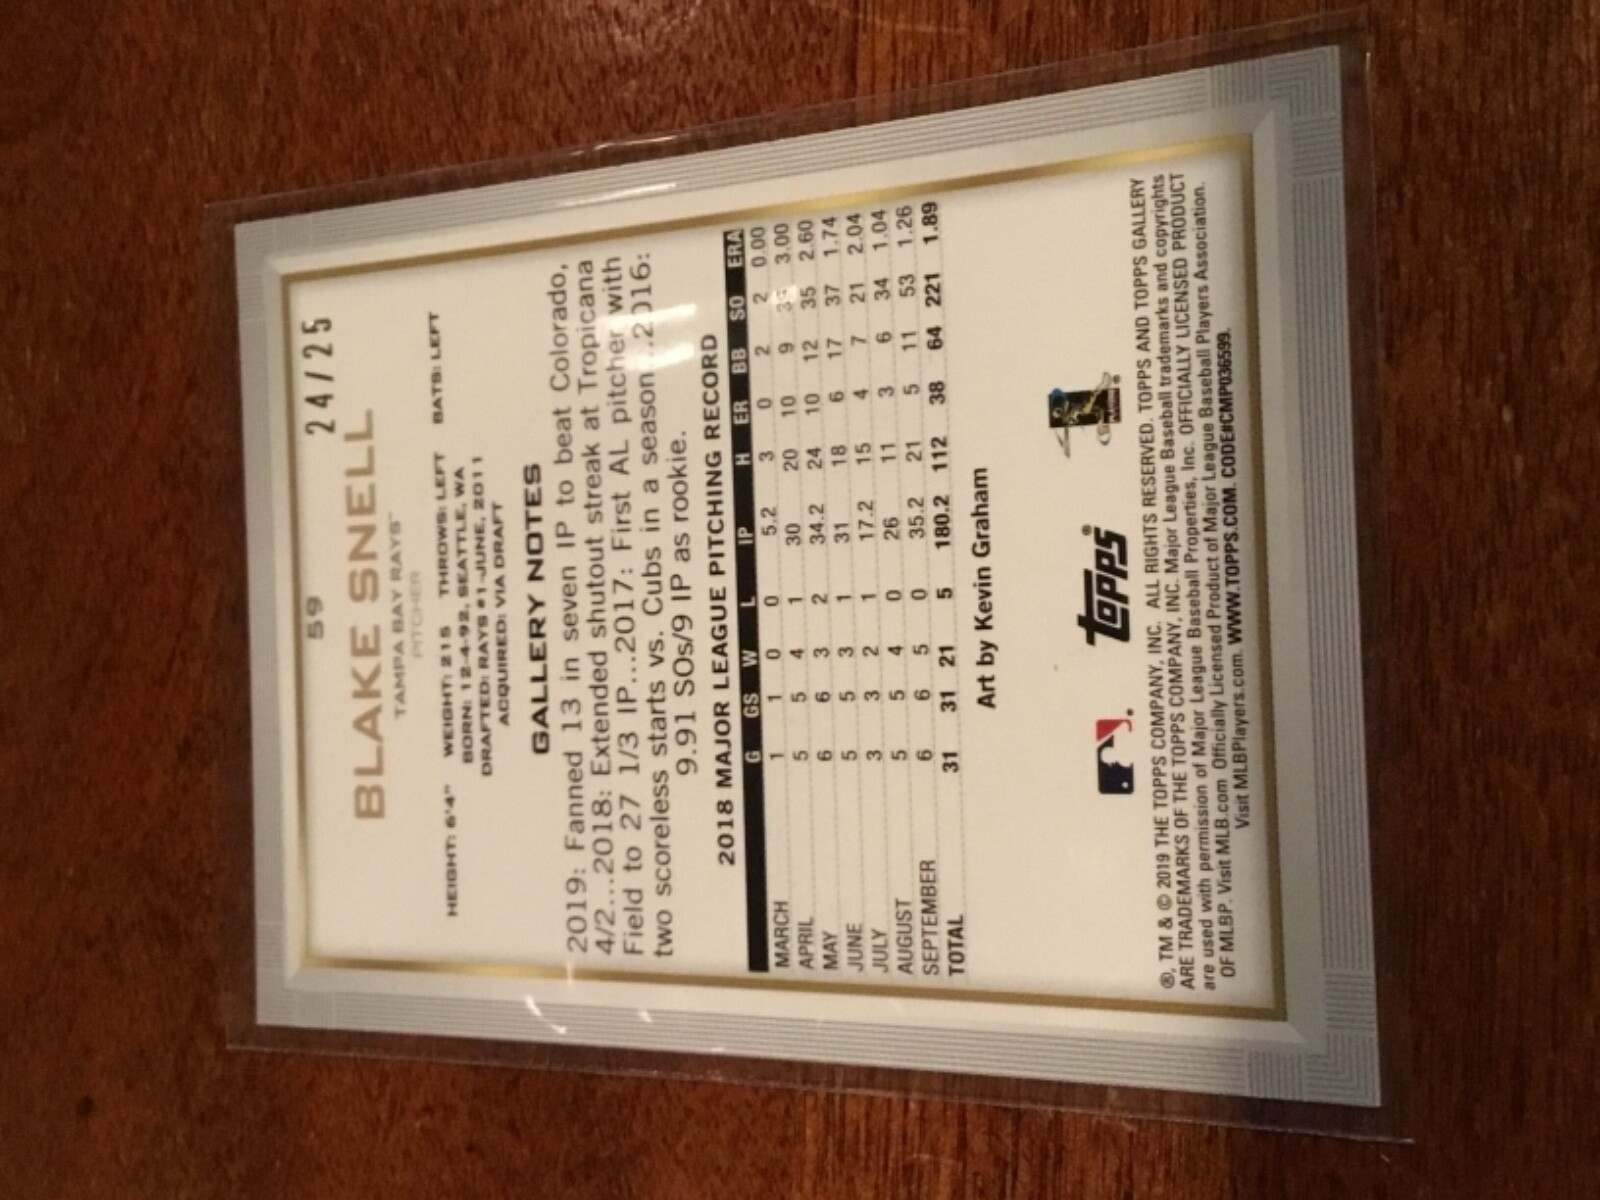 59
24/25
BLAKE SNELL
TAMPA BAY RAYS™
PITCHER
HEIGHT: 6'4" WEIGHT: 215 THROWS: LEFT BATS: LEFT
BORN: 12-4-92, SEATTLE, WA
DRAFTED: RAYS #1-JUNE, 2011
ACQUIRED: VIA DRAFT
GALLERY NOTES
2019: Fanned 13 in seven IP to beat Colorado,
4/2...2018: Extended shutout streak at Tropicana
Field to 27 1/3 IP...2017: First AL pitcher with
two scoreless starts vs. Cubs in a season...2016:
9.91 SOs/9 IP as rookie.
2018 MAJOR LEAGUE PITCHING RECORD
G GS W L IP H ER BB SO ERA
MARCH 1 1 0 0 5.2 3 0 2 2 0.00
APRIL 5 5 4 1 30 20 10 9 3.00
MAY 6 6 3 2 34.2 24 10 12 35 2.60
JUNE 5 5 3 1 31 18 6 17 37 1.74
JULY 3 3 2 1 17.2 15 4 7 21 2.04
AUGUST 5 5 4 0 26 11 3 6 34 1.04
SEPTEMBER 6 6 5 0 35.2 21 5 11 53 1.26
TOTAL 31 31 21 5 180.2 112 38 64 221 1.89
Art by Kevin Graham
topps®
®, TM & © 2019 THE TOPPS COMPANY, INC. ALL RIGHTS RESERVED. TOPPS AND TOPPS GALLERY
ARE TRADEMARKS OF THE TOPPS COMPANY, INC. Major League Baseball trademarks and copyrights
are used with permission of Major League Baseball Properties, Inc. OFFICIALLY LICENSED PRODUCT
OF MLBP. Visit MLB.com Officially Licensed Product of Major League Baseball Players Association.
Visit MLBPlayers.com. WWW.TOPPS.COM. CODE#CMP036599.